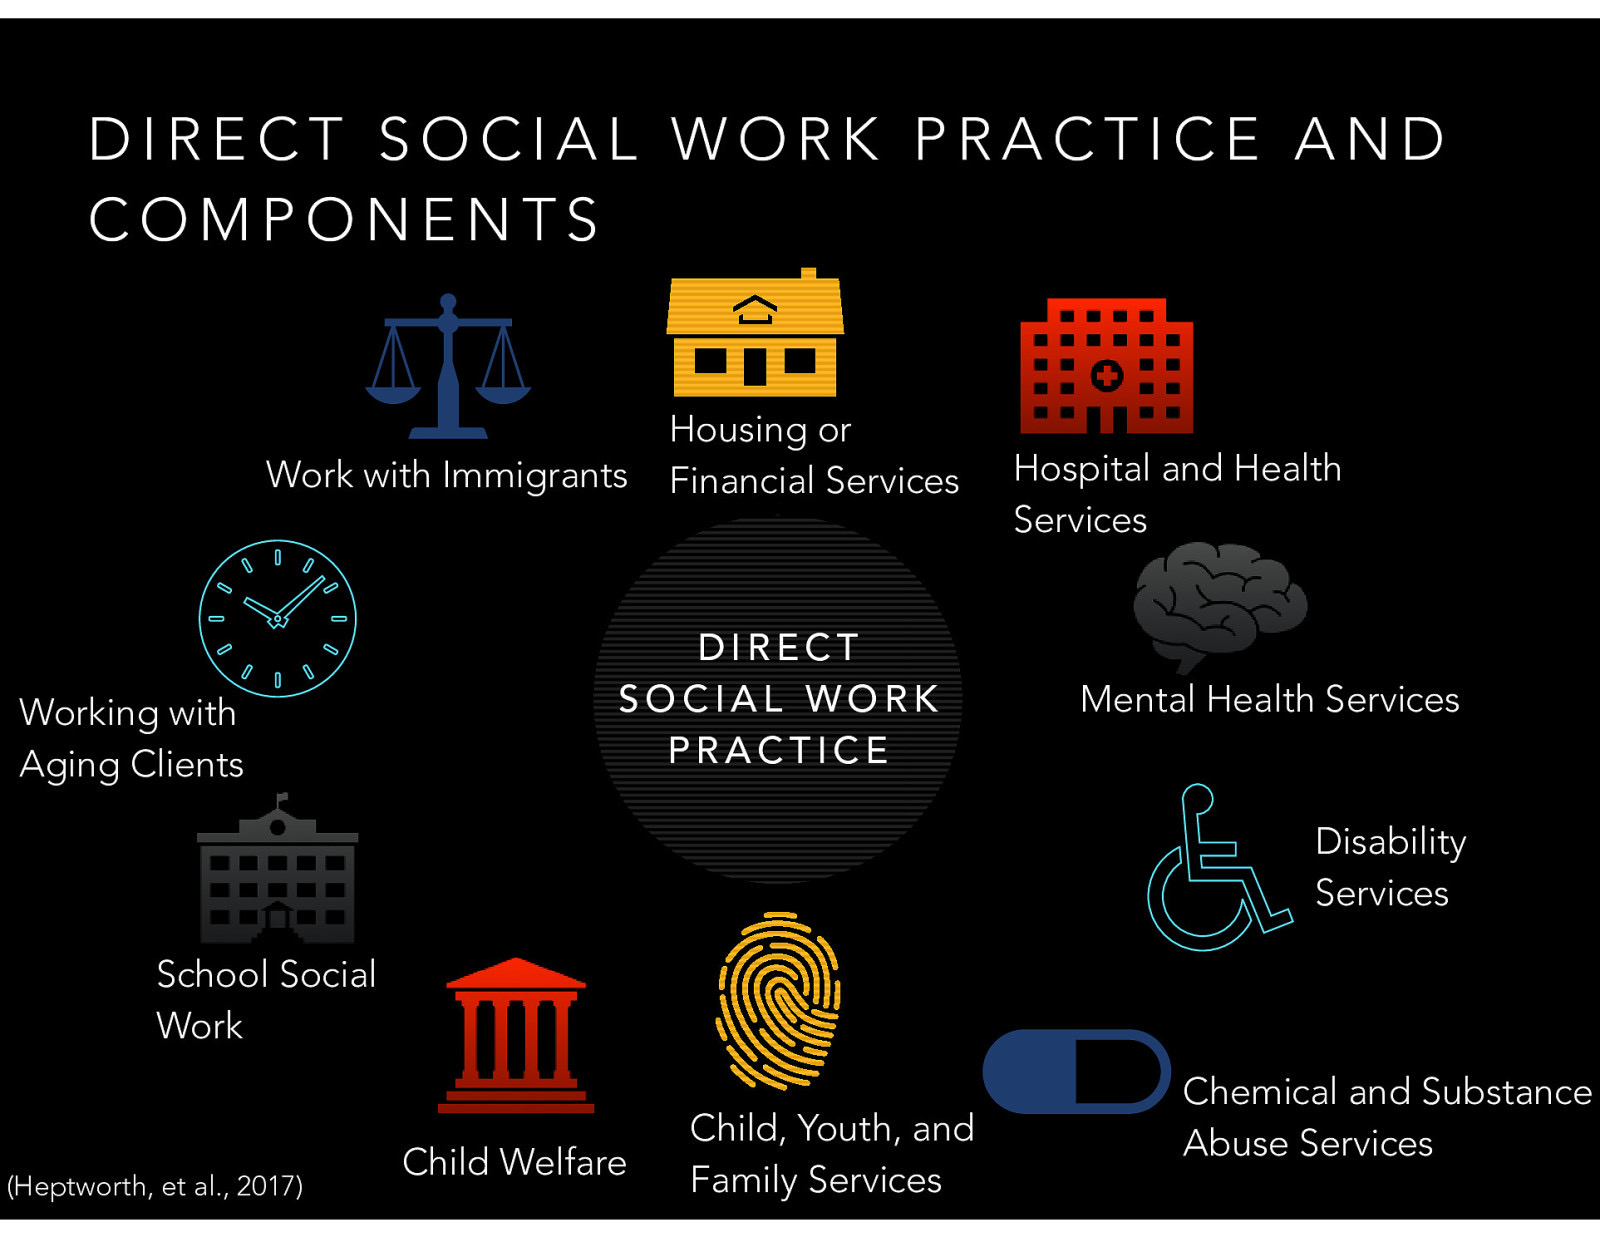 DIRECT SOCIAL WORK PRACTICE AND
COMPONENTS
Work with Immigrants
Housing or
Financial Services
Hospital and Health
Services
Mental Health Services
Disability
Services
Chemical and Substance
Abuse Services
Child, Youth, and
Family Services
Child Welfare
School Social
Work
Working with
Aging Clients
DIRECT
SOCIAL WORK
PRACTICE
(Heptworth, et al., 2017)